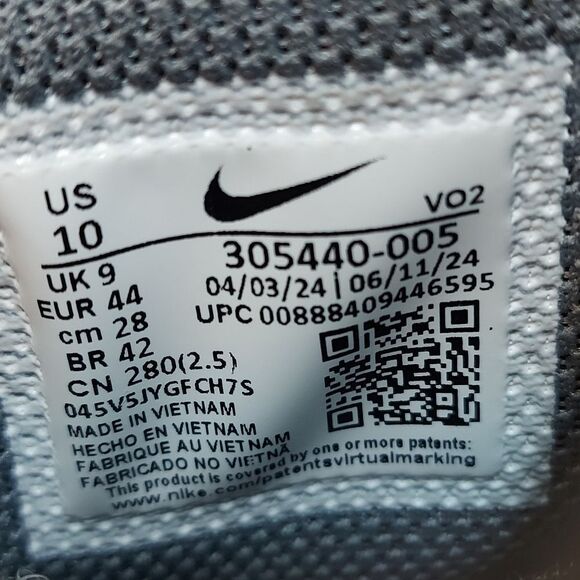 US
10
VO2
305440-005
04/03/24 | 06/11/24
UPC 00888409446595
UK 9
EUR 44
cm 28
BR 42
CN 280(2.5)
045V5JYGFCH7S
MADE IN VIETNAM
HECHO EN VIETNAM
FABRIQUE AU VIETNAM
FABRICADO NO VIETNÃ
This product is covered by one or more patents:
www.nike.com/patentsvirtualmarking